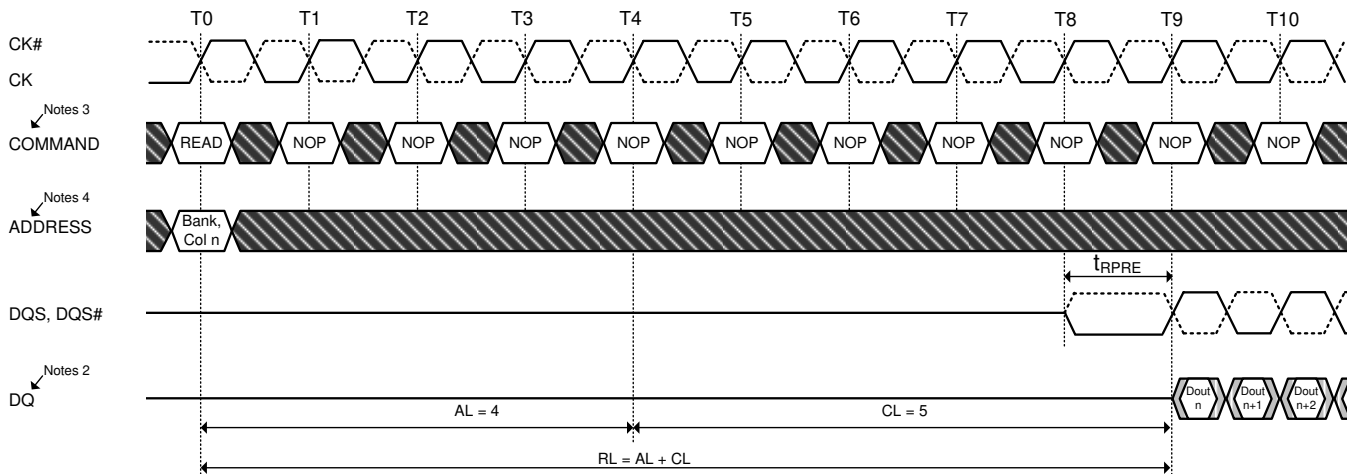 T0 T1 T2 T3 T4 T5 T6 T7 T8 T9 T10
CK#
CK
Notes 3
COMMAND READ NOP NOP NOP NOP NOP NOP NOP NOP NOP NOP
Notes 4
ADDRESS
Bank,
Col n
tRPRE
DQS, DQS#
Notes 2
DQ
Dout n
Dout n+1
Dout n+2
AL = 4 CL = 5
RL = AL + CL